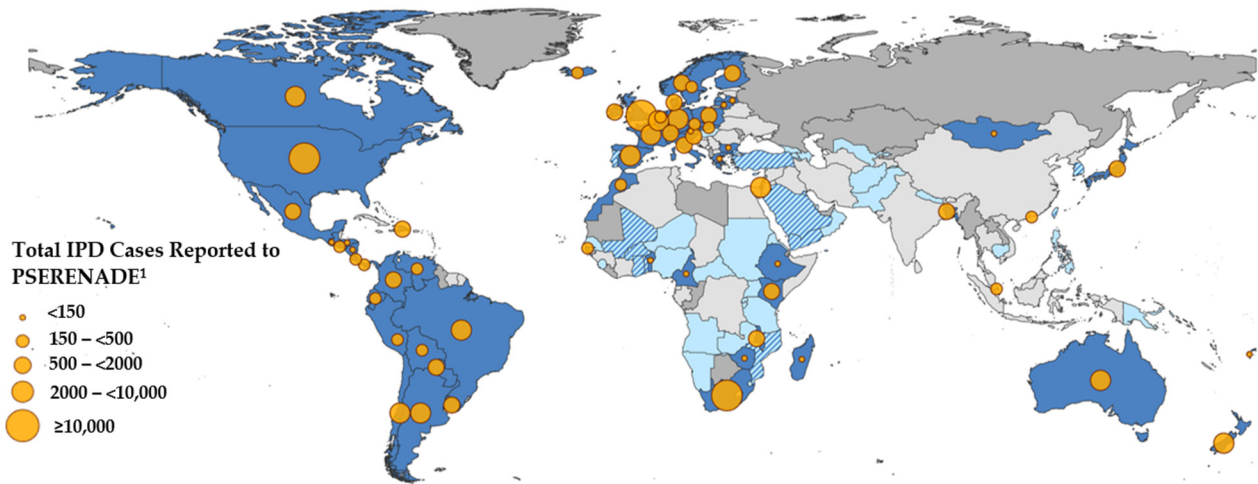 Total IPD Cases Reported to
PSERENADE¹
<150
150 – <500
500 – <2000
2000 – <10,000
≥10,000